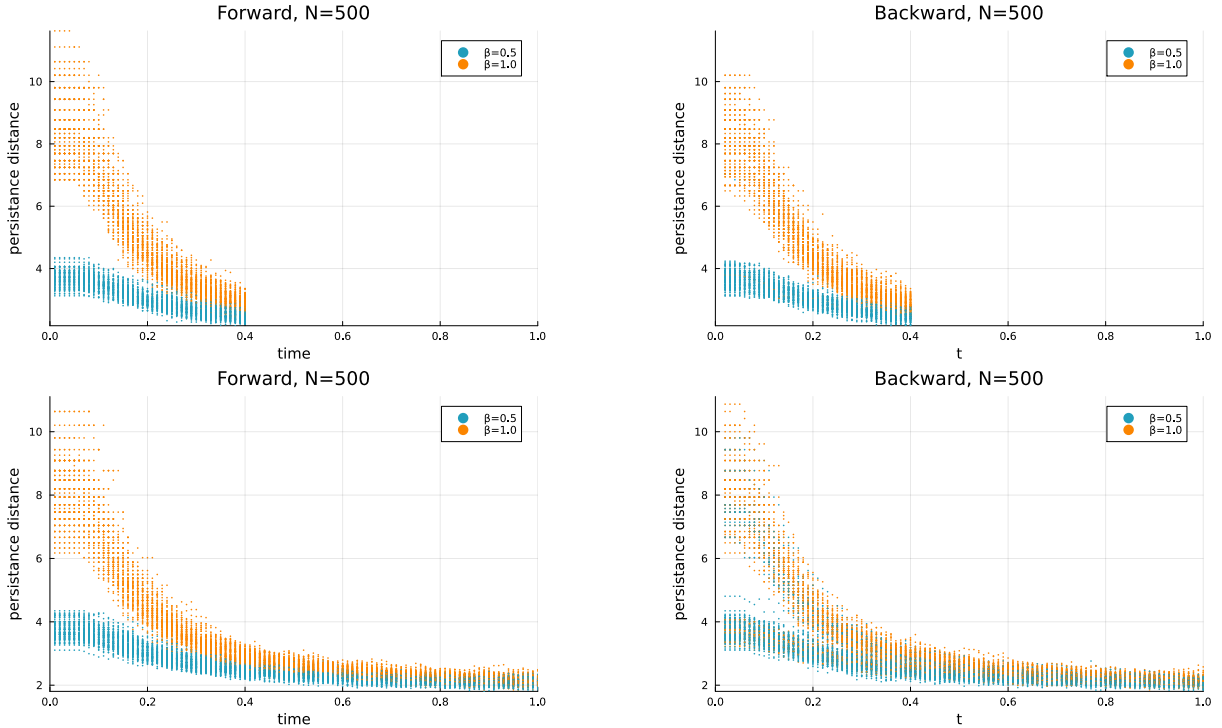 Forward, N=500
persistance distance
10
8
6
4
0.0 0.2 0.4 0.6 0.8 1.0
time
β=0.5
β=1.0
Backward, N=500
persistance distance
10
8
6
4
0.0 0.2 0.4 0.6 0.8 1.0
t
β=0.5
β=1.0
Forward, N=500
persistance distance
10
8
6
4
2
0.0 0.2 0.4 0.6 0.8 1.0
time
β=0.5
β=1.0
Backward, N=500
persistance distance
10
8
6
4
2
0.0 0.2 0.4 0.6 0.8 1.0
t
β=0.5
β=1.0